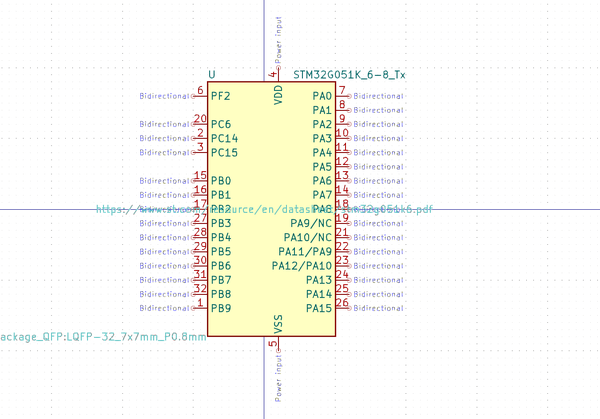 Power input
U STM32G051K_6-8_Tx
4
VDD
Bidirectional 6 PF2 PA0 7 Bidirectional
PA1 8 Bidirectional
Bidirectional 20 PC6 PA2 9 Bidirectional
Bidirectional 2 PC14 PA3 10 Bidirectional
Bidirectional 3 PC15 PA4 11 Bidirectional
PA5 12 Bidirectional
Bidirectional 15 PB0 PA6 13 Bidirectional
Bidirectional 16 PB1 PA7 14 Bidirectional
17 PB2 PA8 18
Bidirectional 27 PB3 PA9/NC 19 Bidirectional
Bidirectional 28 PB4 PA10/NC 21 Bidirectional
Bidirectional 29 PB5 PA11/PA9 22 Bidirectional
Bidirectional 30 PB6 PA12/PA10 23 Bidirectional
Bidirectional 31 PB7 PA13 24 Bidirectional
Bidirectional 32 PB8 PA14 25 Bidirectional
Bidirectional 1 PB9 PA15 26 Bidirectional
VSS
ackage_QFP:LQFP-32_7x7mm_P0.8mm
5
Power input